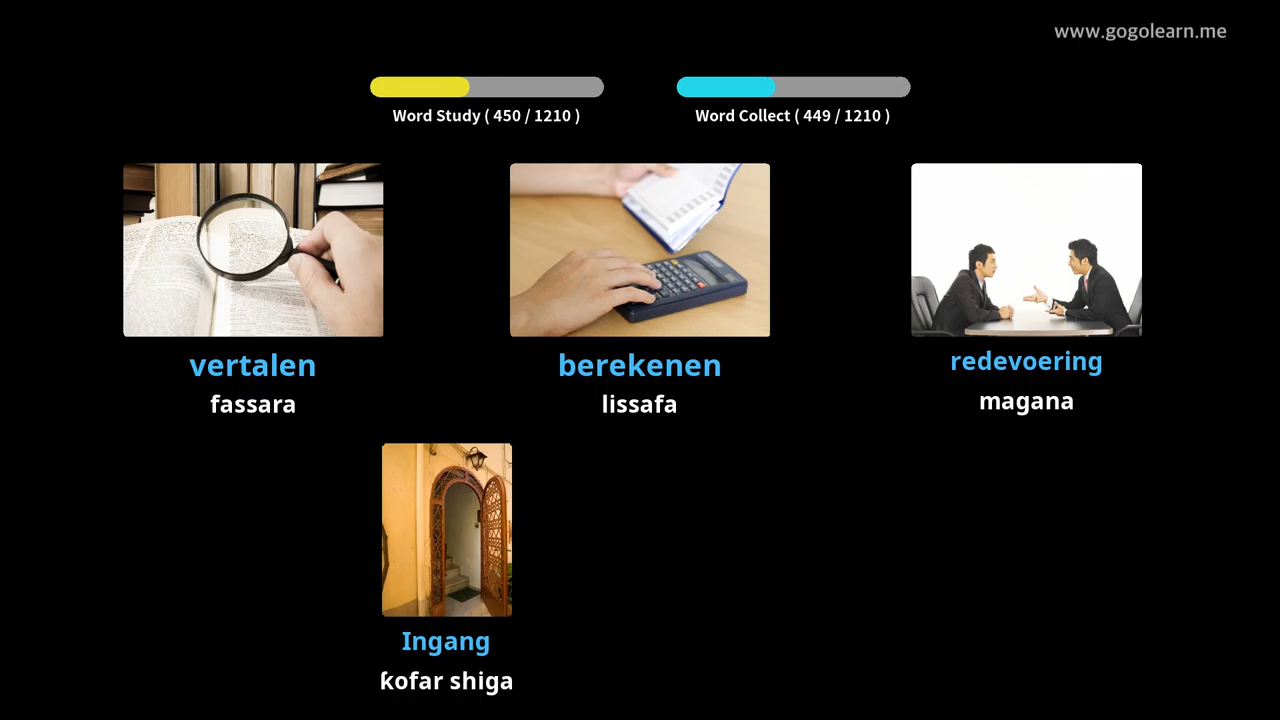 www.gogolearn.me
Word Study ( 450 / 1210 )
Word Collect ( 449 / 1210 )
vertalen
fassara
berekenen
lissafa
redevoering
magana
Ingang
ƙofar shiga